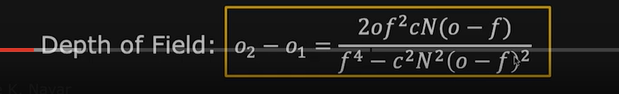 Depth of Field: o₂ − o₁ = 2of²cN(o − f) / f⁴ − c²N²(o − f)²